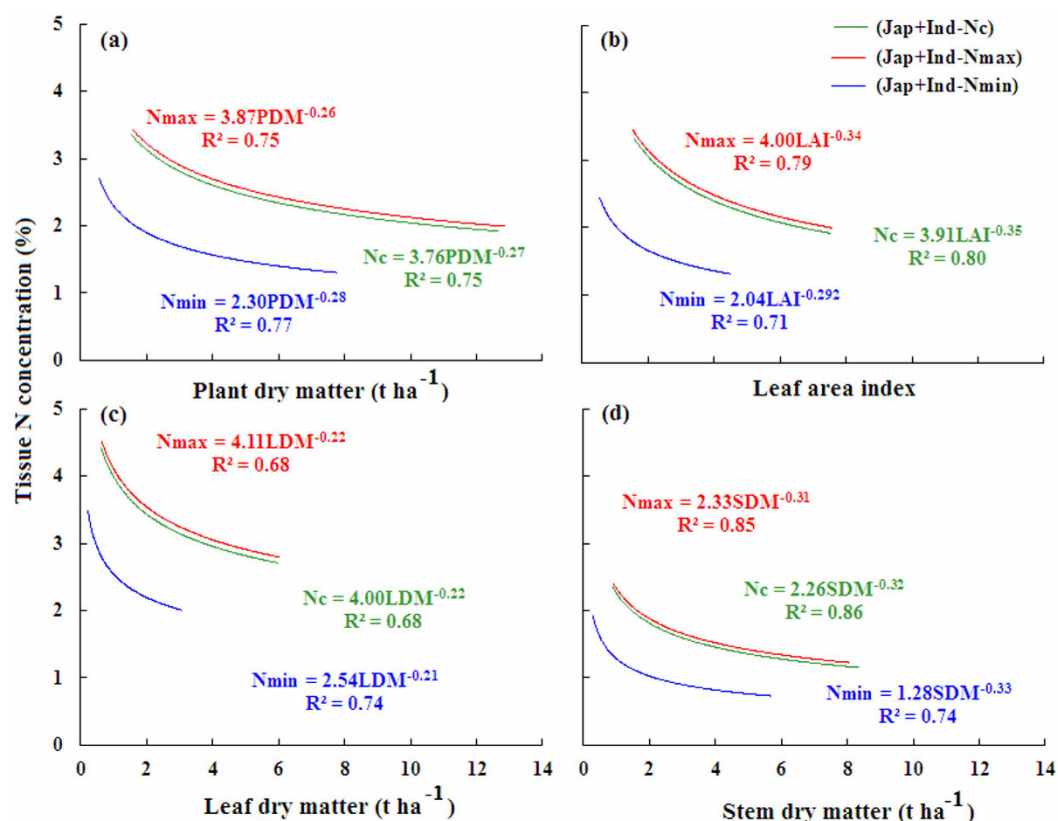 Tissue N concentration (%)
(a)
5
4
3
2
1
0
Nmax = 3.87PDM^-0.26
R² = 0.75
Nc = 3.76PDM^-0.27
R² = 0.75
Nmin = 2.30PDM^-0.28
R² = 0.77
Plant dry matter (t ha^-1)
(b)
(Jap+Ind-Nc)
(Jap+Ind-Nmax)
(Jap+Ind-Nmin)
Nmax = 4.00LAI^-0.34
R² = 0.79
Nc = 3.91LAI^-0.35
R² = 0.80
Nmin = 2.04LAI^-0.292
R² = 0.71
Leaf area index
(c)
5
4
3
2
1
0
Nmax = 4.11LDM^-0.22
R² = 0.68
Nc = 4.00LDM^-0.22
R² = 0.68
Nmin = 2.54LDM^-0.21
R² = 0.74
0 2 4 6 8 10 12 14
Leaf dry matter (t ha^-1)
(d)
Nmax = 2.33SDM^-0.31
R² = 0.85
Nc = 2.26SDM^-0.32
R² = 0.86
Nmin = 1.28SDM^-0.33
R² = 0.74
0 2 4 6 8 10 12 14
Stem dry matter (t ha^-1)